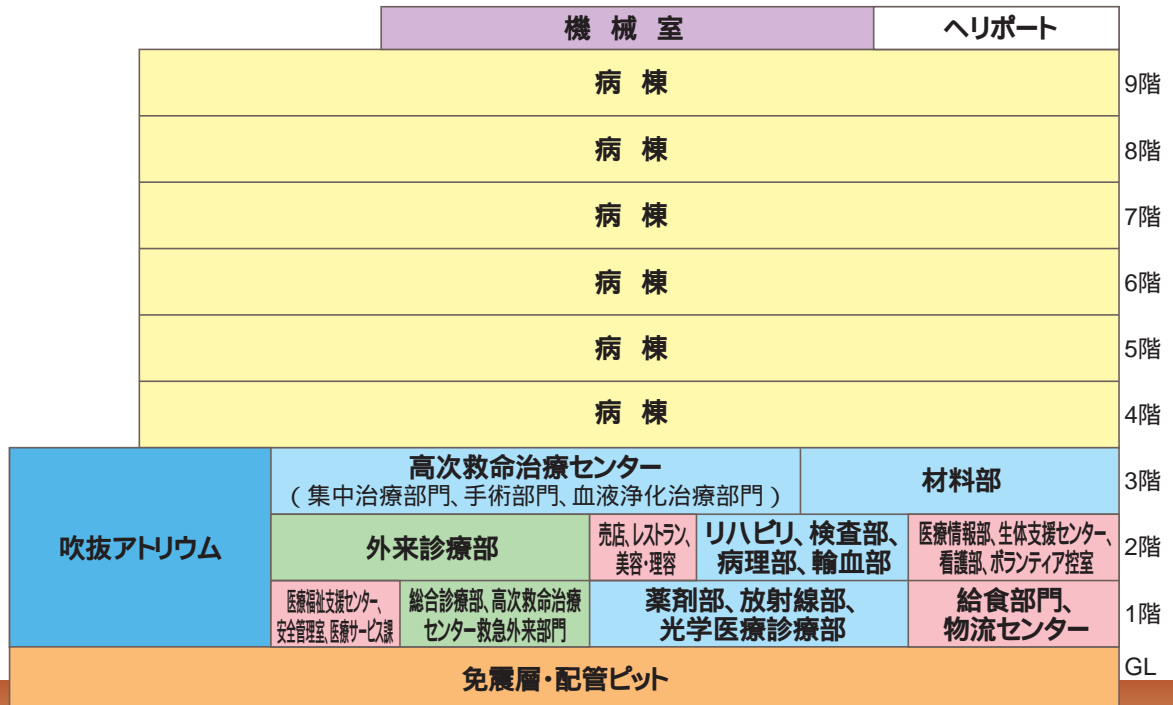 機 械 室
ヘリポート
病 棟
9階
病 棟
8階
病 棟
7階
病 棟
6階
病 棟
5階
病 棟
4階
吹抜アトリウム
高次救命治療センター
（集中治療部門、手術部門、血液浄化治療部門）
材料部
3階
外来診療部
売店、レストラン、
美容・理容
リハビリ、検査部、
病理部、輸血部
医療情報部、生体支援センター、
看護部、ボランティア控室
2階
医療福祉支援センター、
安全管理室、医療サービス課
総合診療部、高次救命治療
センター救急外来部門
薬剤部、放射線部、
光学医療診療部
給食部門、
物流センター
1階
免震層・配管ピット
GL